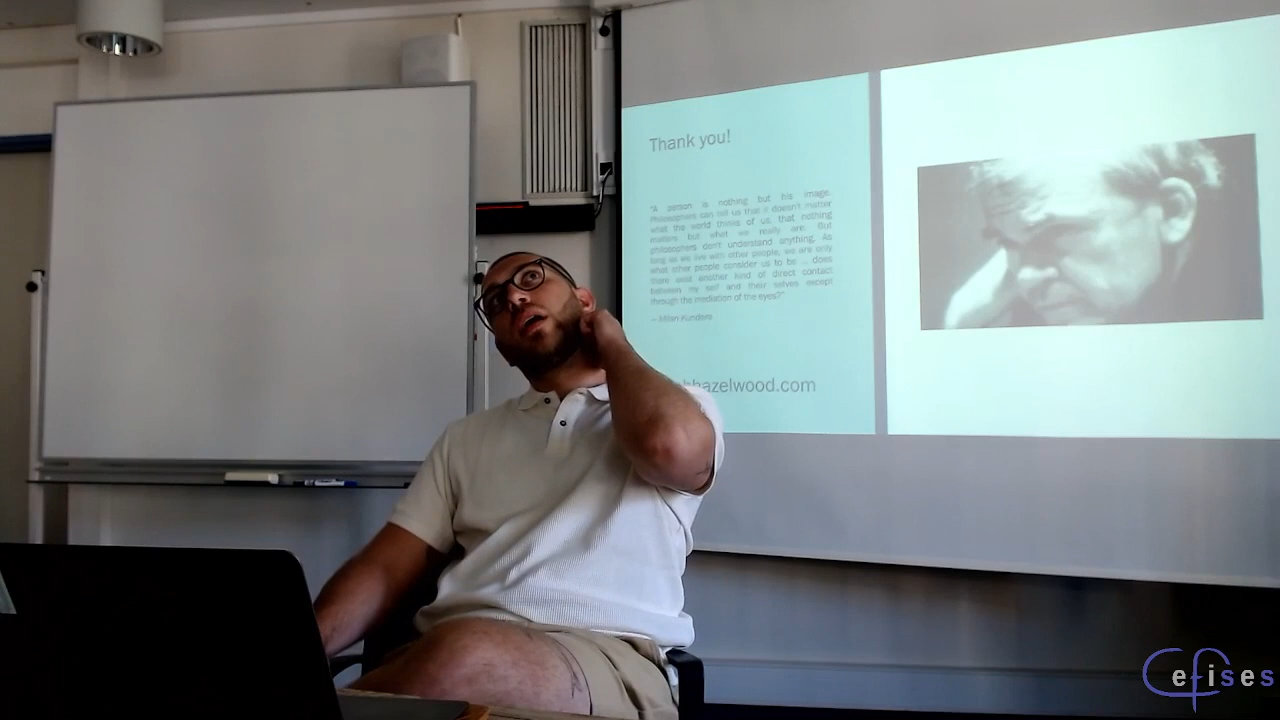 Thank you!
"A person is nothing but his image.
Philosophers can tell us that it doesn't matter
what the world thinks of us, that nothing
matters but what we really are. But
philosophers don't understand anything. As
long as we live with other people, we are only
what other people consider us to be ... does
there exist another kind of direct contact
between my self and their selves except
through the mediation of the eyes?"
— Milan Kundera
hhazelwood.com
Cefises